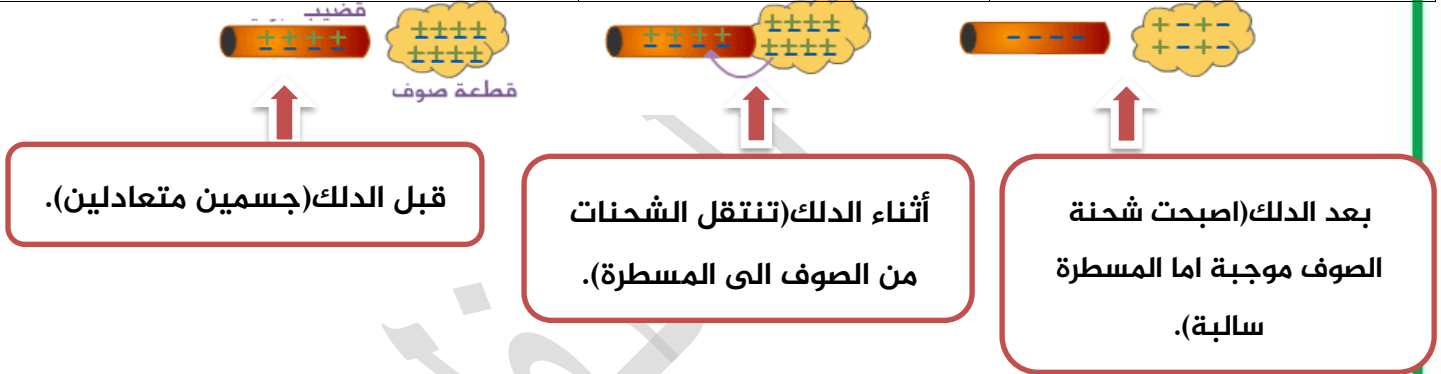 قضيب
± ± ± ±
± ± ± ±
± ± ± ±
± ± ± ±
± ± ± ±
± ± ± ±
- - - -
+ - + -
+ - + -
قطعة صوف
قبل الدلك(جسمين متعادلين).
أثناء الدلك(تنتقل الشحنات
من الصوف الى المسطرة).
بعد الدلك(اصبحت شحنة
الصوف موجبة اما المسطرة
سالبة).